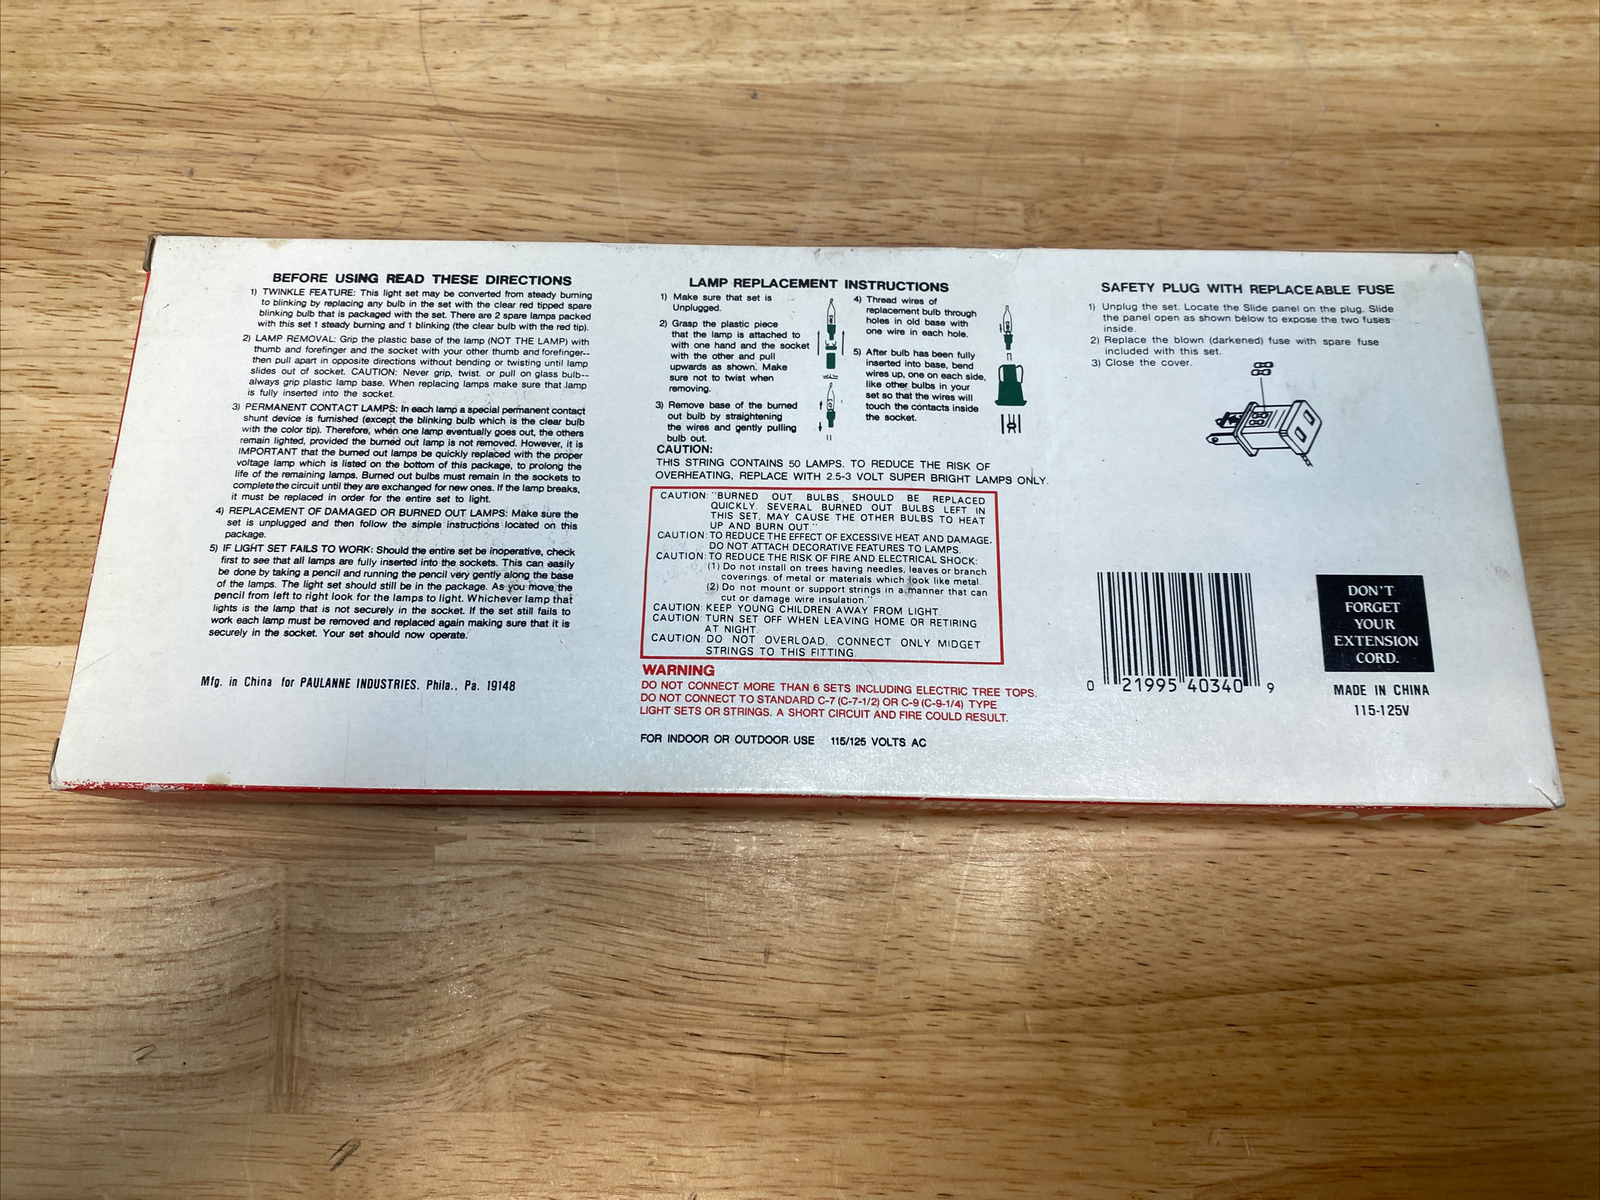 BEFORE USING READ THESE DIRECTIONS
1) TWINKLE FEATURE: This light set may be converted from steady burning
to blinking by replacing any bulb in the set with the clear red tipped spare
blinking bulb that is packaged with the set. There are 2 spare lamps packed
with this set 1 steady burning and 1 blinking (the clear bulb with the red tip).
2) LAMP REMOVAL: Grip the plastic base of the lamp (NOT THE LAMP) with
thumb and forefinger and the socket with your other thumb and forefinger--
then pull apart in opposite directions without bending or twisting until lamp
slides out of socket. CAUTION: Never grip, twist, or pull on glass bulb--
always grip plastic lamp base. When replacing lamps make sure that lamp
is fully inserted into the socket.
3) PERMANENT CONTACT LAMPS: In each lamp a special permanent contact
shunt device is furnished (except the blinking bulb which is the clear bulb
with the color tip). Therefore, when one lamp eventually goes out, the others
remain lighted, provided the burned out lamp is not removed. However, it is
IMPORTANT that the burned out lamps be quickly replaced with the proper
voltage lamp which is listed on the bottom of this package, to prolong the
life of the remaining lamps. Burned out bulbs must remain in the sockets to
complete the circuit until they are exchanged for new ones. If the lamp breaks,
it must be replaced in order for the entire set to light.
4) REPLACEMENT OF DAMAGED OR BURNED OUT LAMPS: Make sure the
set is unplugged and then follow the simple instructions located on this
package.
5) IF LIGHT SET FAILS TO WORK: Should the entire set be inoperative, check
first to see that all lamps are fully inserted into the sockets. This can easily
be done by taking a pencil and running the pencil very gently along the base
of the lamps. The light set should still be in the package. As you move the
pencil from left to right look for the lamps to light. Whichever lamp that
lights is the lamp that is not securely in the socket. If the set still fails to
work each lamp must be removed and replaced again making sure that it is
securely in the socket. Your set should now operate.
Mfg. in China for PAULANNE INDUSTRIES. Phila., Pa. 19148
LAMP REPLACEMENT INSTRUCTIONS
1) Make sure that set is
Unplugged.
2) Grasp the plastic piece
that the lamp is attached to
with one hand and the socket
with the other and pull
upwards as shown. Make
sure not to twist when
removing.
3) Remove base of the burned
out bulb by straightening
the wires and gently pulling
bulb out.
4) Thread wires of
replacement bulb through
holes in old base with
one wire in each hole.
5) After bulb has been fully
inserted into base, bend
wires up, one on each side,
like other bulbs in your
set so that the wires will
touch the contacts inside
the socket.
CAUTION:
THIS STRING CONTAINS 50 LAMPS. TO REDUCE THE RISK OF
OVERHEATING, REPLACE WITH 2.5-3 VOLT SUPER BRIGHT LAMPS ONLY.
CAUTION: "BURNED OUT BULBS SHOULD BE REPLACED
QUICKLY. SEVERAL BURNED OUT BULBS LEFT IN
THIS SET, MAY CAUSE THE OTHER BULBS TO HEAT
UP AND BURN OUT."
CAUTION: TO REDUCE THE EFFECT OF EXCESSIVE HEAT AND DAMAGE,
DO NOT ATTACH DECORATIVE FEATURES TO LAMPS.
CAUTION: TO REDUCE THE RISK OF FIRE AND ELECTRICAL SHOCK:
(1) Do not install on trees having needles, leaves or branch
coverings, of metal or materials which look like metal.
(2) Do not mount or support strings in a manner that can
cut or damage wire insulation."
CAUTION: KEEP YOUNG CHILDREN AWAY FROM LIGHT.
CAUTION: TURN SET OFF WHEN LEAVING HOME OR RETIRING
AT NIGHT.
CAUTION: DO NOT OVERLOAD, CONNECT ONLY MIDGET
STRINGS TO THIS FITTING.
WARNING
DO NOT CONNECT MORE THAN 6 SETS INCLUDING ELECTRIC TREE TOPS.
DO NOT CONNECT TO STANDARD C-7 (C-7-1/2) OR C-9 (C-9-1/4) TYPE
LIGHT SETS OR STRINGS. A SHORT CIRCUIT AND FIRE COULD RESULT.
FOR INDOOR OR OUTDOOR USE 115/125 VOLTS AC
SAFETY PLUG WITH REPLACEABLE FUSE
1) Unplug the set. Locate the Slide panel on the plug. Slide
the panel open as shown below to expose the two fuses
inside.
2) Replace the blown (darkened) fuse with spare fuse
included with this set.
3) Close the cover.
0 21995 40340 9
DON'T
FORGET
YOUR
EXTENSION
CORD.
MADE IN CHINA
115-125V